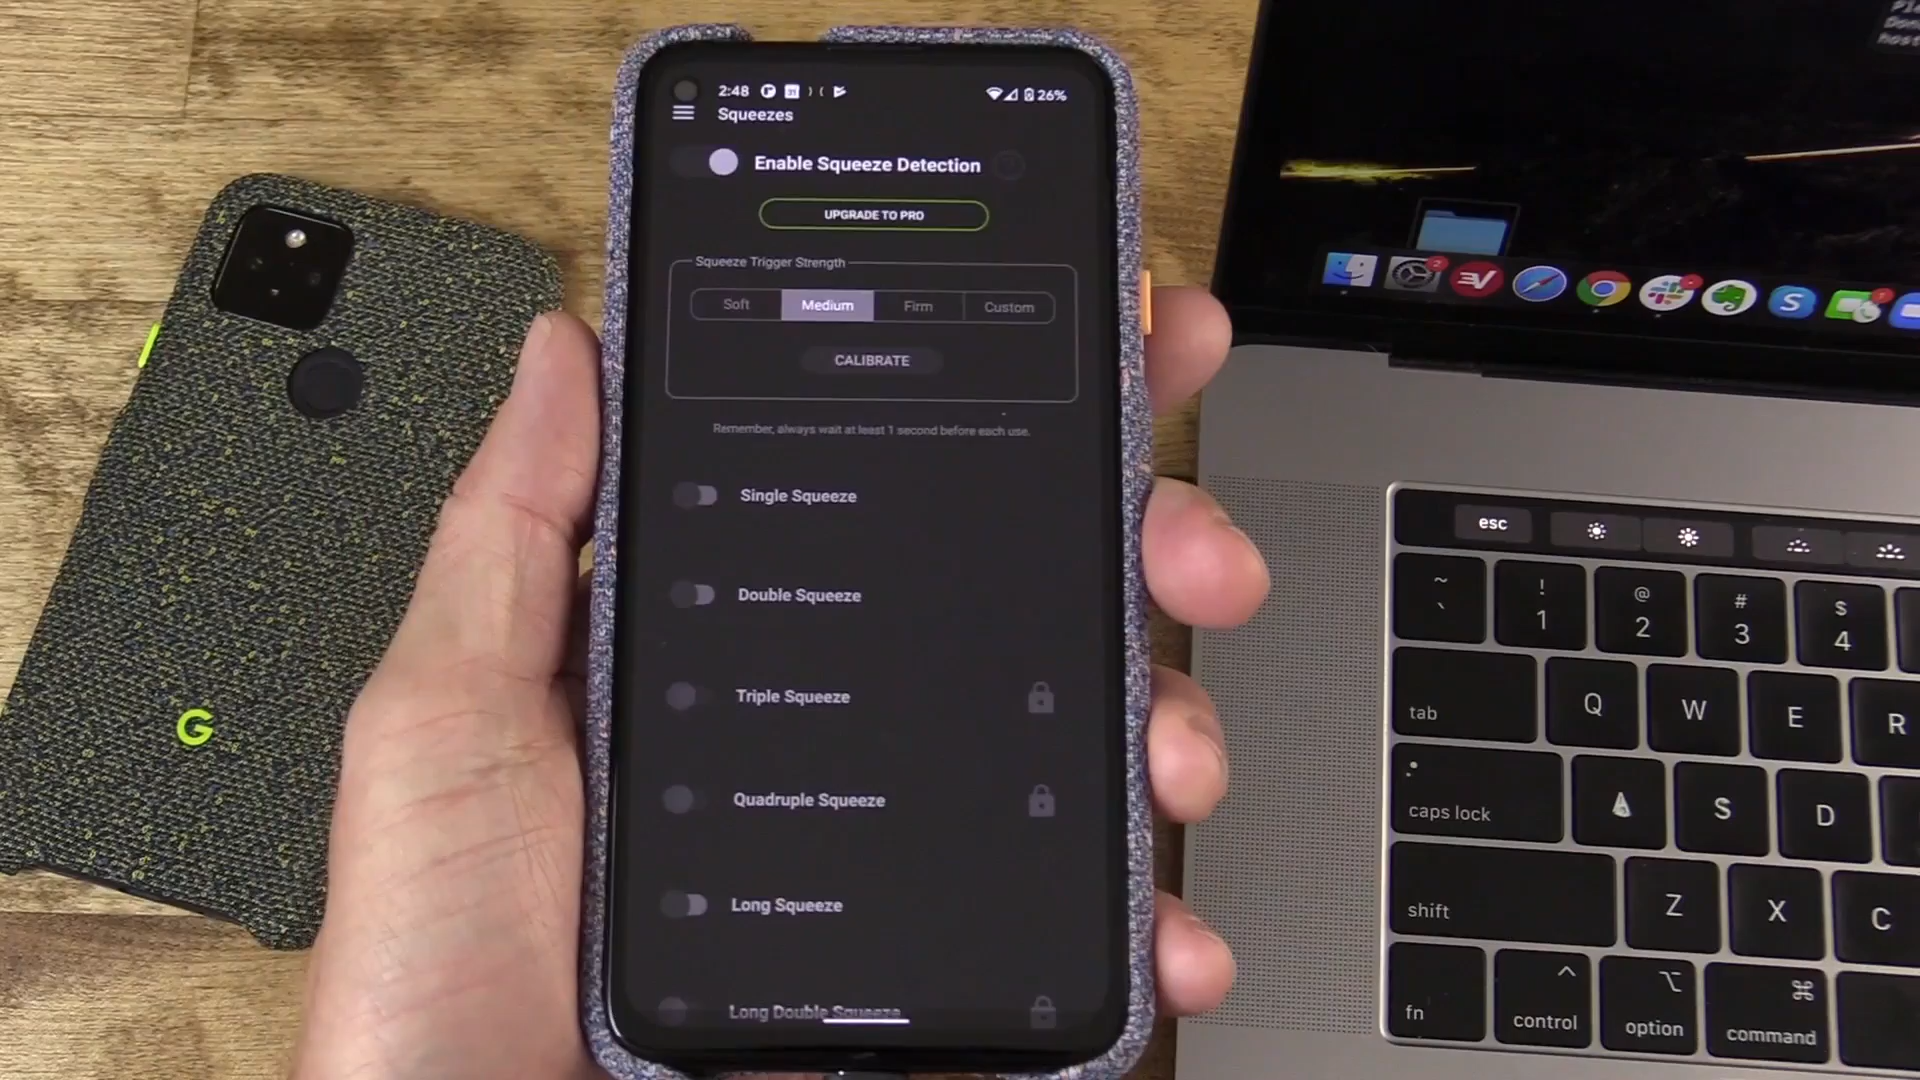 2:48
31
26%
Squeezes
Enable Squeeze Detection
UPGRADE TO PRO
Squeeze Trigger Strength
Soft
Medium
Firm
Custom
CALIBRATE
Remember, always wait at least 1 second before each use.
Single Squeeze
Double Squeeze
Triple Squeeze
Quadruple Squeeze
Long Squeeze
Long Double Squeeze
G
2
S
esc
~
`
!
1
@
2
#
3
$
4
tab
Q
W
E
R
caps lock
S
D
shift
Z
X
C
fn
^
control
⌥
option
⌘
command